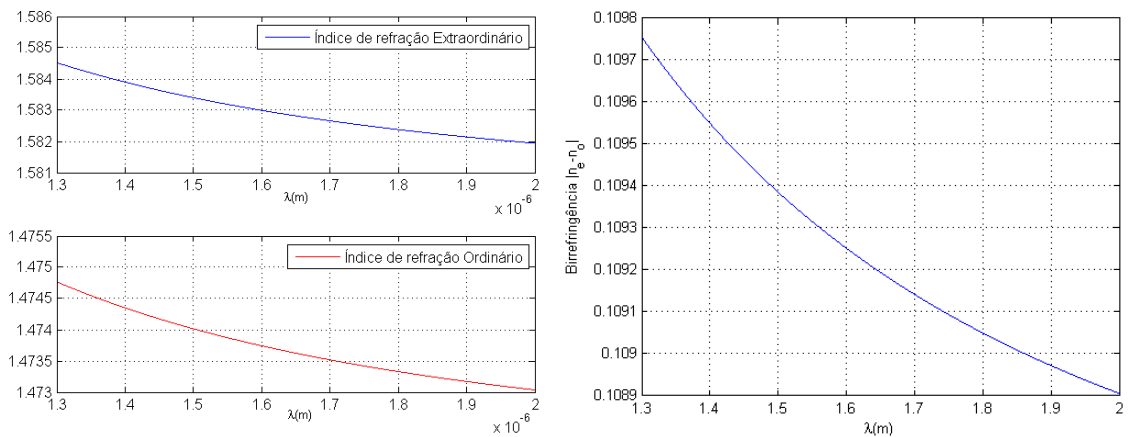 1.586
1.585
1.584
1.583
1.582
1.581
Índice de refração Extraordinário
1.3 1.4 1.5 1.6 1.7 1.8 1.9 2
λ(m)
x 10⁻⁶
1.4755
1.475
1.4745
1.474
1.4735
1.473
Índice de refração Ordinário
1.3 1.4 1.5 1.6 1.7 1.8 1.9 2
λ(m)
x 10⁻⁶
0.1098
0.1097
0.1096
0.1095
0.1094
0.1093
0.1092
0.1091
0.109
0.1089
Birrefringência |nₑ-nₒ|
1.3 1.4 1.5 1.6 1.7 1.8 1.9 2
λ(m)
x 10⁻⁶